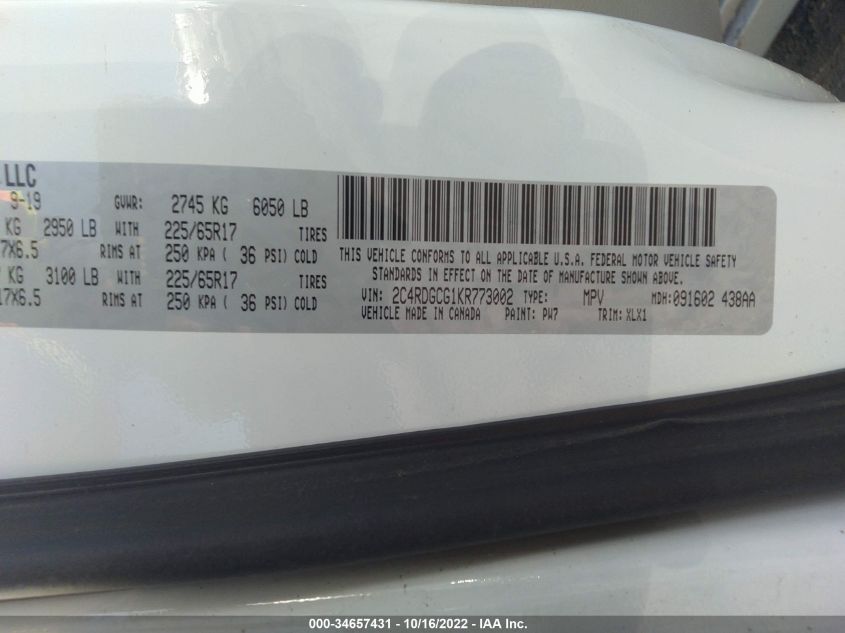 LLC
9-19 GVWR: 2745 KG 6050 LB
KG 2950 LB WITH 225/65R17 TIRES
7X6.5 RIMS AT 250 KPA ( 36 PSI) COLD
KG 3100 LB WITH 225/65R17 TIRES
17X6.5 RIMS AT 250 KPA ( 36 PSI) COLD
THIS VEHICLE CONFORMS TO ALL APPLICABLE U.S.A. FEDERAL MOTOR VEHICLE SAFETY
STANDARDS IN EFFECT ON THE DATE OF MANUFACTURE SHOWN ABOVE.
VIN: 2C4RDGCG1KR773002 TYPE: MPV MDH:091602 438AA
VEHICLE MADE IN CANADA PAINT: PW7 TRIM: XLX1
000-34657431 - 10/16/2022 - IAA Inc.